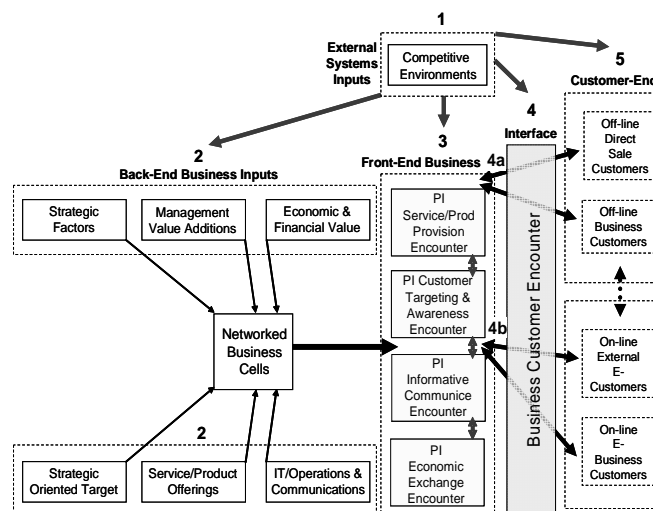 1
External
Systems
Inputs
Competitive
Environments
5
Customer-End
4
Interface
3
Front-End Business
4a
2
Back-End Business Inputs
Strategic
Factors
Management
Value Additions
Economic &
Financial Value
PI
Service/Prod
Provision
Encounter
PI Customer
Targeting &
Awareness
Encounter
PI
Informative
Communice
Encounter
PI
Economic
Exchange
Encounter
Networked
Business
Cells
4b
Business Customer Encounter
Off-line
Direct
Sale
Customers
Off-line
Business
Customers
On-line
External
E-
Customers
On-line
E-
Business
Customers
2
Strategic
Oriented Target
Service/Product
Offerings
IT/Operations &
Communications